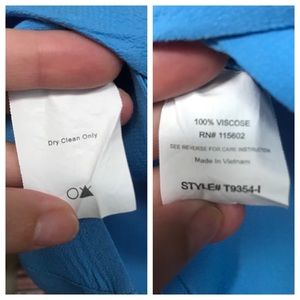 Dry Clean Only
100% VISCOSE
RN# 115602
SEE REVERSE FOR CARE INSTRUCTION
Made In Vietnam
STYLE# T9354-I